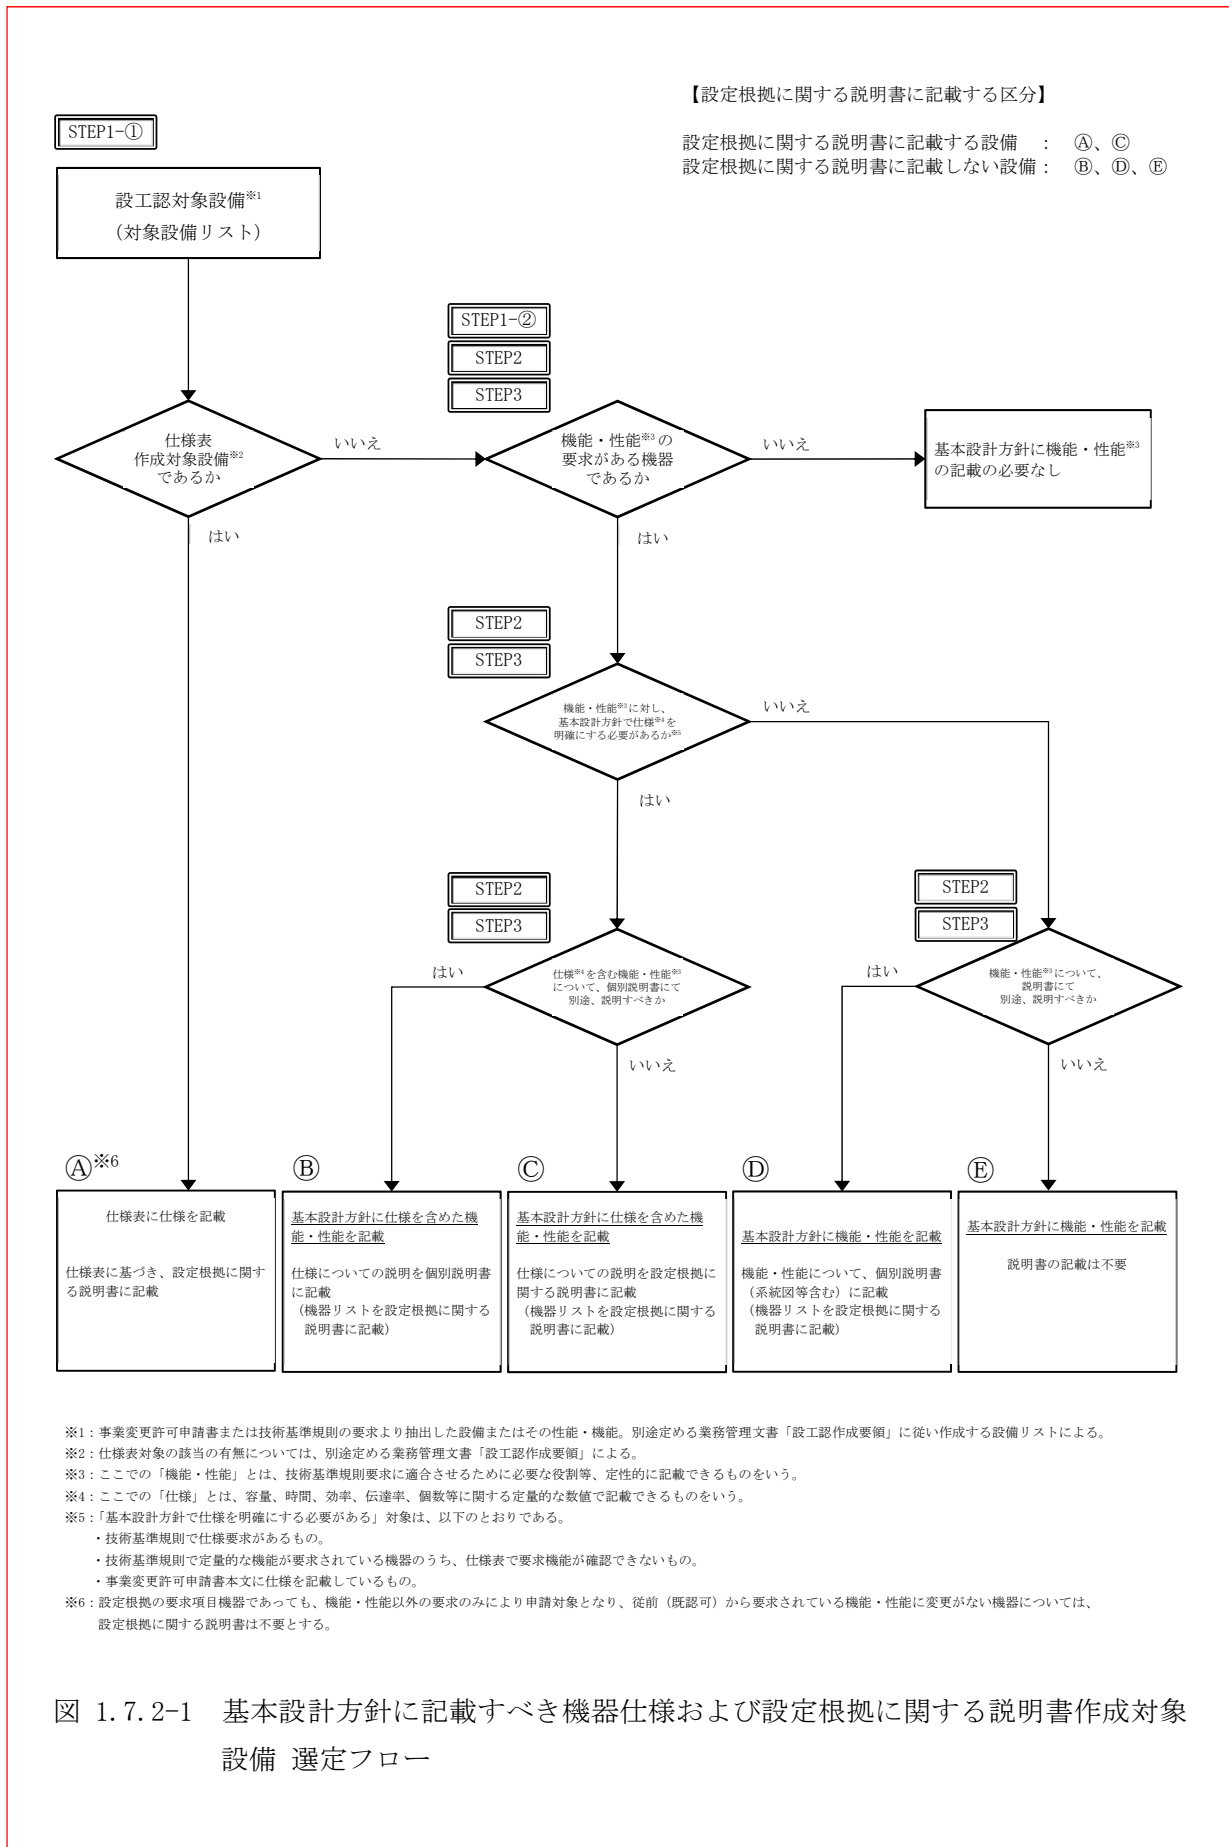 【設定根拠に関する説明書に記載する区分】
設定根拠に関する説明書に記載する設備 : Ⓐ、Ⓒ
設定根拠に関する説明書に記載しない設備: Ⓑ、Ⓓ、Ⓔ
STEP1-①
設工認対象設備※1
(対象設備リスト)
STEP1-②
STEP2
STEP3
仕様表
作成対象設備※2
であるか
いいえ
機能・性能※3の
要求がある機器
であるか
いいえ
基本設計方針に機能・性能※3
の記載の必要なし
はい
はい
STEP2
STEP3
機能・性能※3に対し、
基本設計方針で仕様※4を
明確にする必要があるか※5
いいえ
はい
STEP2
STEP3
STEP2
STEP3
はい
仕様※4を含む機能・性能※3
について、個別説明書にて
別途、説明すべきか
はい
機能・性能※3について、
説明書にて
別途、説明すべきか
いいえ
いいえ
Ⓐ※6
仕様表に仕様を記載
仕様表に基づき、設定根拠に関す
る説明書に記載
Ⓑ
基本設計方針に仕様を含めた機
能・性能を記載
仕様についての説明を個別説明書
に記載
(機器リストを設定根拠に関する
説明書に記載)
Ⓒ
基本設計方針に仕様を含めた機
能・性能を記載
仕様についての説明を設定根拠に
関する説明書に記載
(機器リストを設定根拠に関する
説明書に記載)
Ⓓ
基本設計方針に機能・性能を記載
機能・性能について、個別説明書
(系統図等含む)に記載
(機器リストを設定根拠に関する
説明書に記載)
Ⓔ
基本設計方針に機能・性能を記載
説明書の記載は不要
※1:事業変更許可申請書または技術基準規則の要求より抽出した設備またはその性能・機能。別途定める業務管理文書「設工認作成要領」に従い作成する設備リストによる。
※2:仕様表対象の該当の有無については、別途定める業務管理文書「設工認作成要領」による。
※3:ここでの「機能・性能」とは、技術基準規則要求に適合させるために必要な役割等、定性的に記載できるものをいう。
※4:ここでの「仕様」とは、容量、時間、効率、伝達率、個数等に関する定量的な数値で記載できるものをいう。
※5:「基本設計方針で仕様を明確にする必要がある」対象は、以下のとおりである。
・技術基準規則で仕様要求があるもの。
・技術基準規則で定量的な機能が要求されている機器のうち、仕様表で要求機能が確認できないもの。
・事業変更許可申請書本文に仕様を記載しているもの。
※6:設定根拠の要求項目機器であっても、機能・性能以外の要求のみにより申請対象となり、従前(既認可)から要求されている機能・性能に変更がない機器については、
設定根拠に関する説明書は不要とする。
図 1.7.2-1 基本設計方針に記載すべき機器仕様および設定根拠に関する説明書作成対象
設備 選定フロー